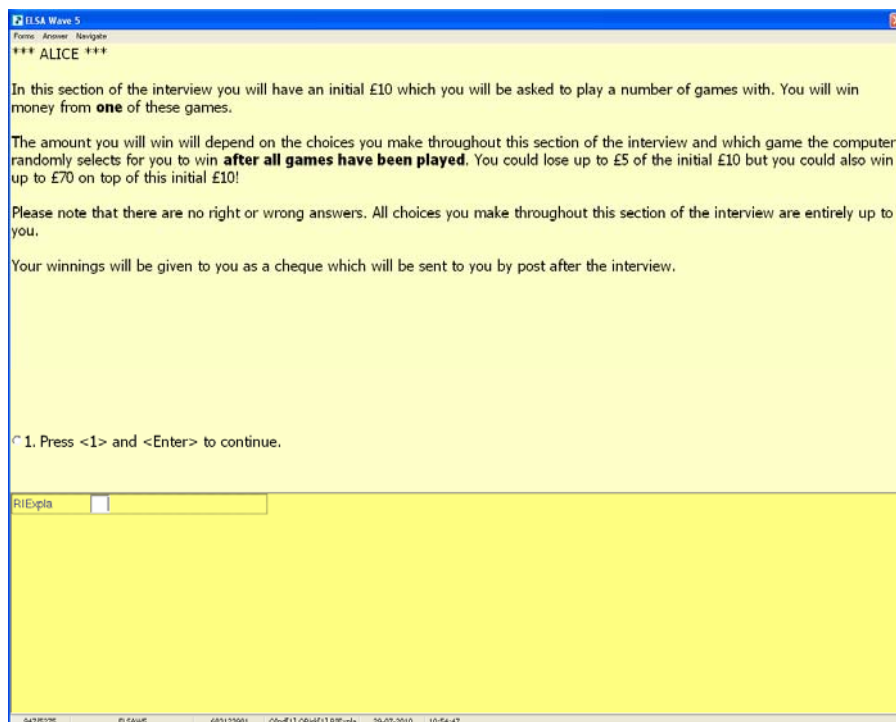 ELSA Wave 5
Forms Answer Navigate
*** ALICE ***
In this section of the interview you will have an initial £10 which you will be asked to play a number of games with. You will win
money from one of these games.
The amount you will win will depend on the choices you make throughout this section of the interview and which game the computer
randomly selects for you to win after all games have been played. You could lose up to £5 of the initial £10 but you could also win
up to £70 on top of this initial £10!
Please note that there are no right or wrong answers. All choices you make throughout this section of the interview are entirely up to
you.
Your winnings will be given to you as a cheque which will be sent to you by post after the interview.
1. Press <1> and <Enter> to continue.
RIExpla
29-07-2010